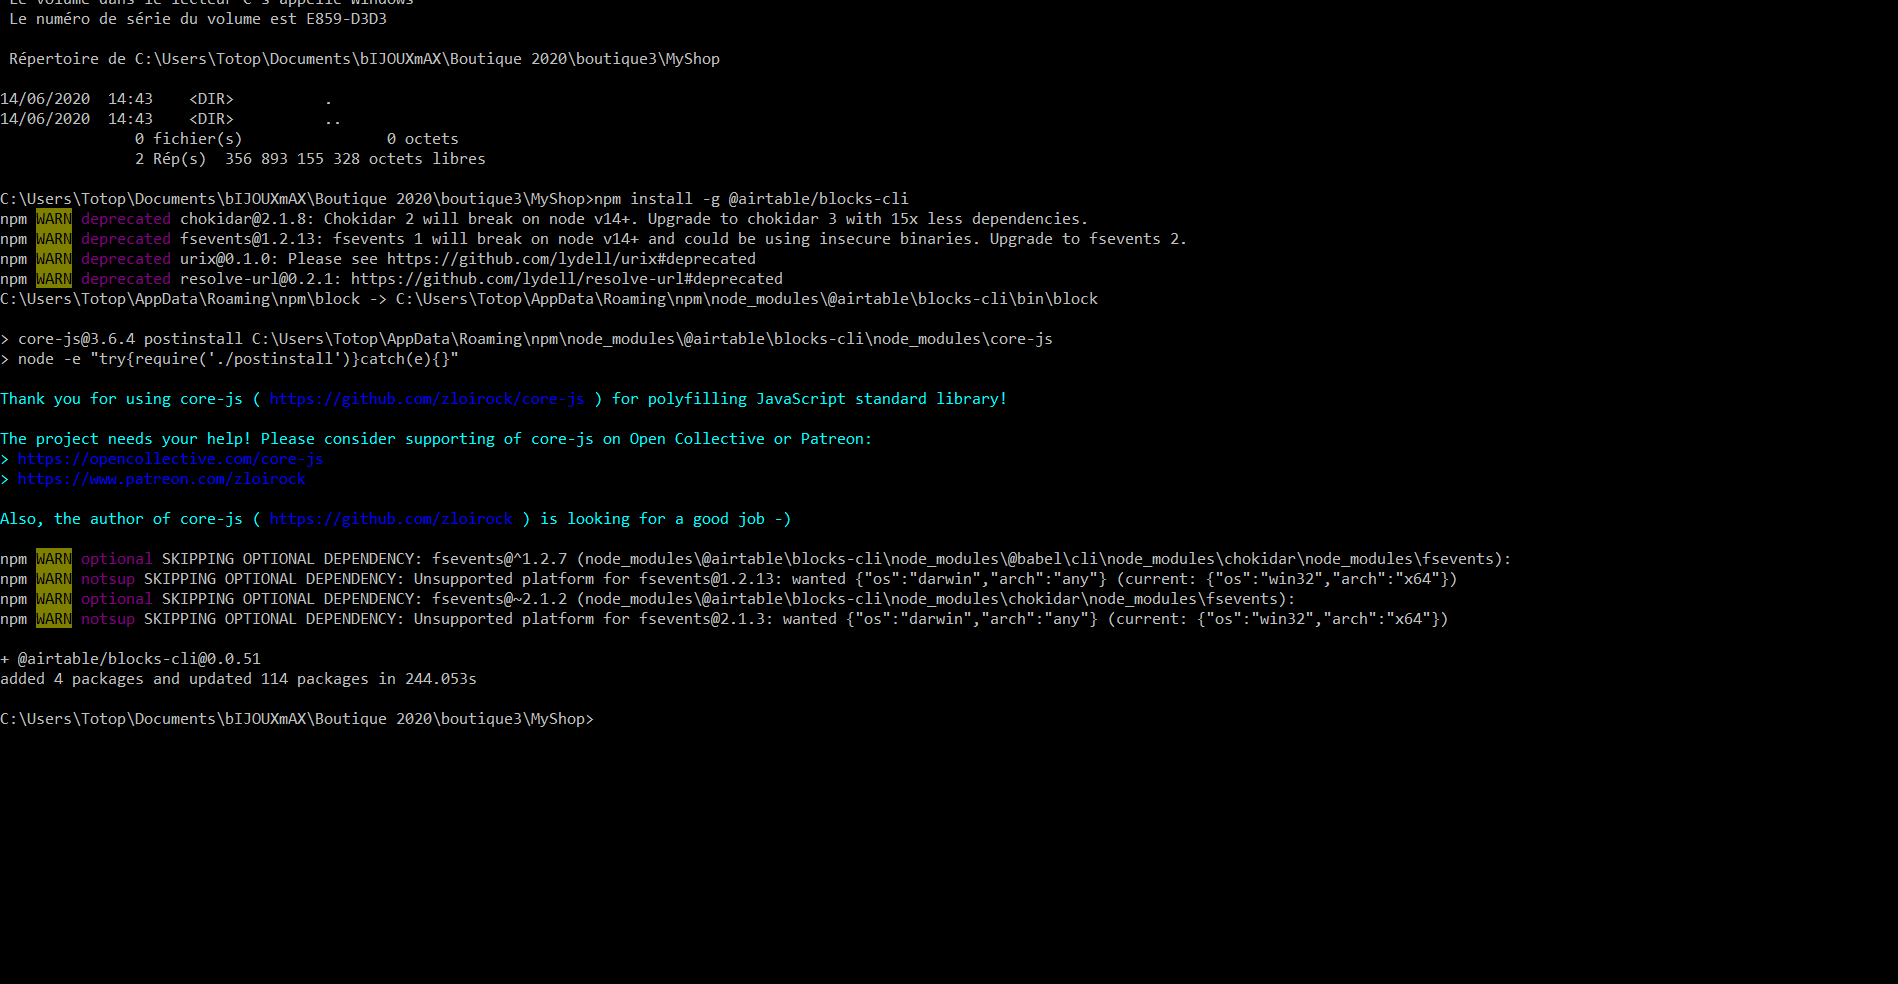 Le volume dans le lecteur C s'appelle Windows
Le numéro de série du volume est E859-D3D3
Répertoire de C:\Users\Totop\Documents\bIJOUXmAX\Boutique 2020\boutique3\MyShop
14/06/2020  14:43    <DIR>          .
14/06/2020  14:43    <DIR>          ..
               0 fichier(s)                0 octets
               2 Rép(s)  356 893 155 328 octets libres
C:\Users\Totop\Documents\bIJOUXmAX\Boutique 2020\boutique3\MyShop>npm install -g @airtable/blocks-cli
npm WARN deprecated chokidar@2.1.8: Chokidar 2 will break on node v14+. Upgrade to chokidar 3 with 15x less dependencies.
npm WARN deprecated fsevents@1.2.13: fsevents 1 will break on node v14+ and could be using insecure binaries. Upgrade to fsevents 2.
npm WARN deprecated urix@0.1.0: Please see https://github.com/lydell/urix#deprecated
npm WARN deprecated resolve-url@0.2.1: https://github.com/lydell/resolve-url#deprecated
C:\Users\Totop\AppData\Roaming\npm\block -> C:\Users\Totop\AppData\Roaming\npm\node_modules\@airtable\blocks-cli\bin\block
> core-js@3.6.4 postinstall C:\Users\Totop\AppData\Roaming\npm\node_modules\@airtable\blocks-cli\node_modules\core-js
> node -e "try{require('./postinstall')}catch(e){}"
Thank you for using core-js ( https://github.com/zloirock/core-js ) for polyfilling JavaScript standard library!
The project needs your help! Please consider supporting of core-js on Open Collective or Patreon:
> https://opencollective.com/core-js
> https://www.patreon.com/zloirock
Also, the author of core-js ( https://github.com/zloirock ) is looking for a good job -)
npm WARN optional SKIPPING OPTIONAL DEPENDENCY: fsevents@^1.2.7 (node_modules\@airtable\blocks-cli\node_modules\@babel\cli\node_modules\chokidar\node_modules\fsevents):
npm WARN notsup SKIPPING OPTIONAL DEPENDENCY: Unsupported platform for fsevents@1.2.13: wanted {"os":"darwin","arch":"any"} (current: {"os":"win32","arch":"x64"})
npm WARN optional SKIPPING OPTIONAL DEPENDENCY: fsevents@~2.1.2 (node_modules\@airtable\blocks-cli\node_modules\chokidar\node_modules\fsevents):
npm WARN notsup SKIPPING OPTIONAL DEPENDENCY: Unsupported platform for fsevents@2.1.3: wanted {"os":"darwin","arch":"any"} (current: {"os":"win32","arch":"x64"})
+ @airtable/blocks-cli@0.0.51
added 4 packages and updated 114 packages in 244.053s
C:\Users\Totop\Documents\bIJOUXmAX\Boutique 2020\boutique3\MyShop>